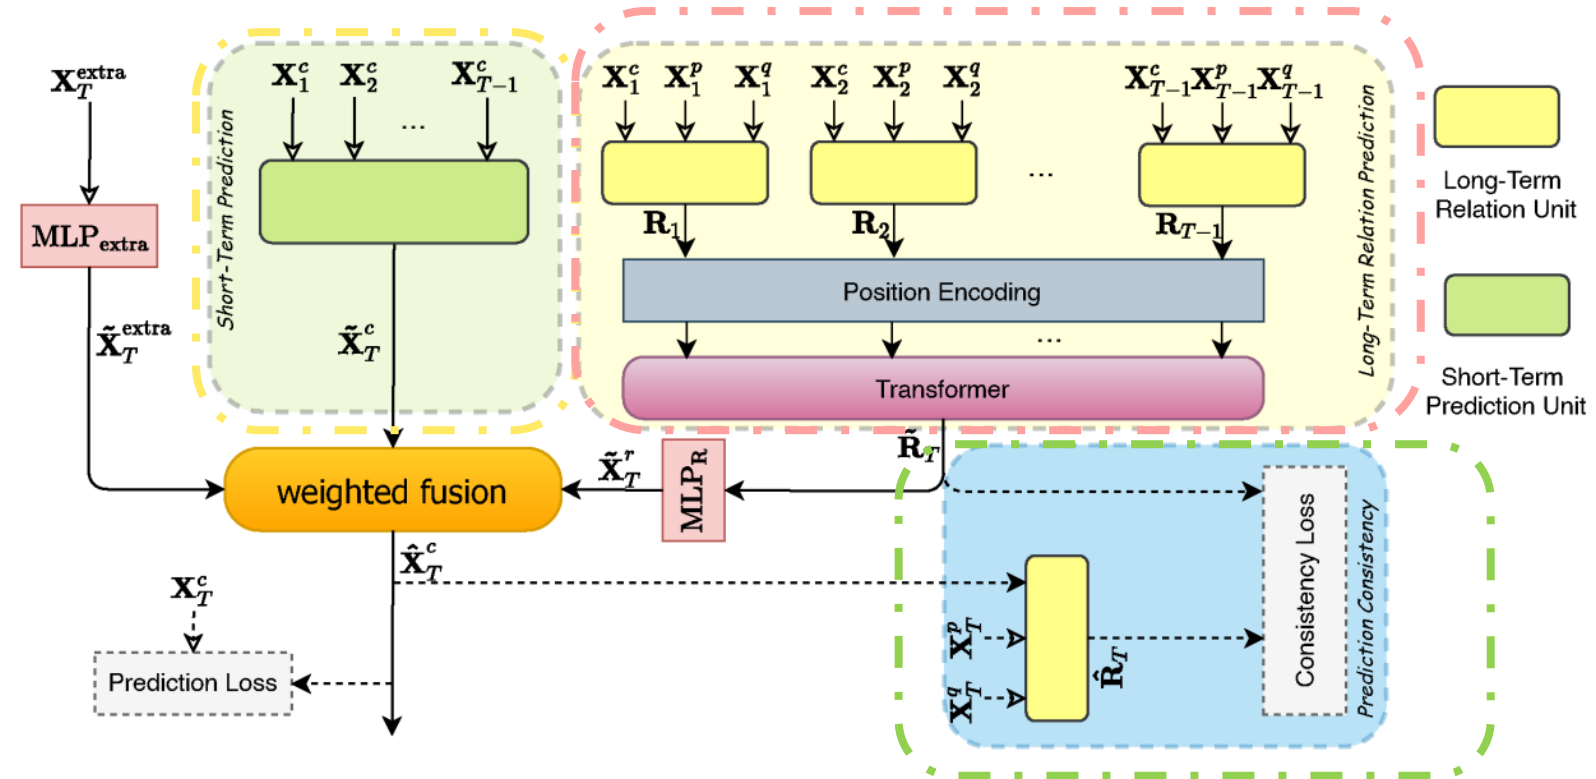 X_T^extra
MLP_extra
X̃_T^extra
Short-Term Prediction
X_1^c X_2^c ... X_{T-1}^c
X̃_T^c
Long-Term Relation Prediction
X_1^c X_1^p X_1^q X_2^c X_2^p X_2^q X_{T-1}^c X_{T-1}^p X_{T-1}^q
...
R_1 R_2 R_{T-1}
Position Encoding
...
Transformer
R̃_T
MLP_R
X̃_T^r
weighted fusion
X̂_T^c
X_T^c
Prediction Loss
X_T^p
X_T^q
R̂_T
Consistency Loss
Prediction Consistency
Long-Term
Relation Unit
Short-Term
Prediction Unit